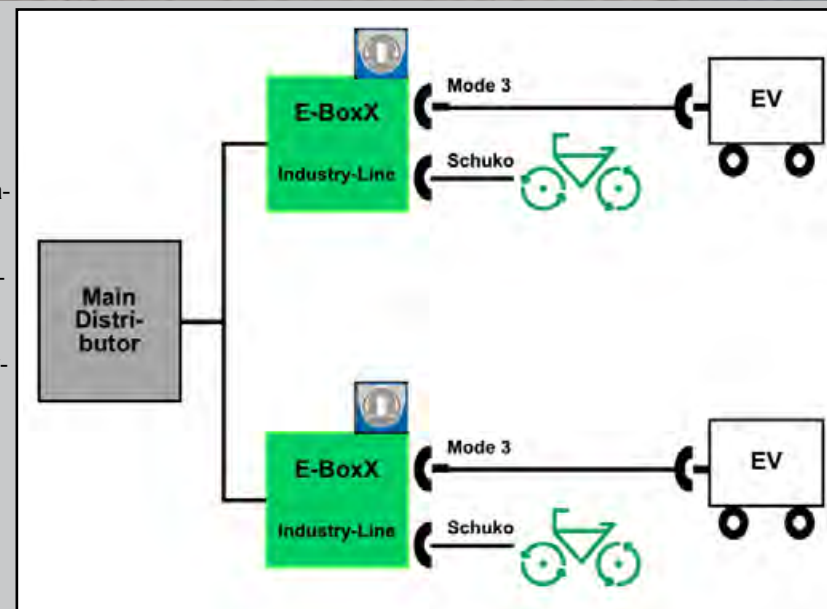 Mode 3
E-BoxX
EV
Industry-Line
Schuko
Main
Distri-
butor
Mode 3
E-BoxX
EV
Industry-Line
Schuko